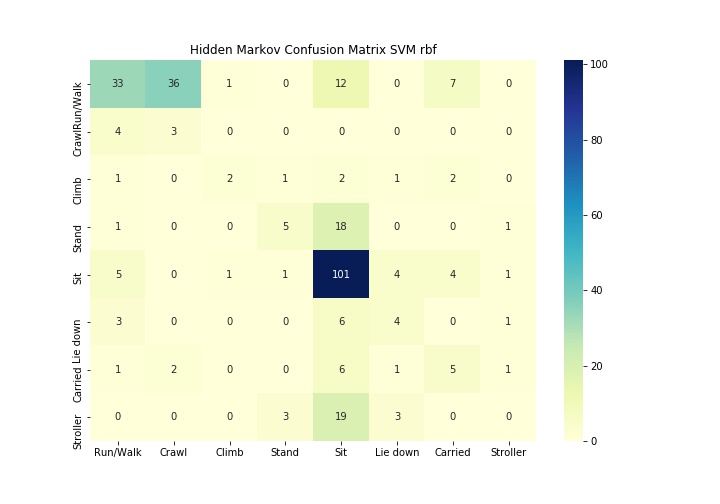 Hidden Markov Confusion Matrix SVM rbf
Run/Walk 33 36 1 0 12 0 7 0
Crawl 4 3 0 0 0 0 0 0
Climb 1 0 2 1 2 1 2 0
Stand 1 0 0 5 18 0 0 1
Sit 5 0 1 1 101 4 4 1
Lie down 3 0 0 0 6 4 0 1
Carried 1 2 0 0 6 1 5 1
Stroller 0 0 0 3 19 3 0 0
Run/Walk Crawl Climb Stand Sit Lie down Carried Stroller
100
80
60
40
20
0